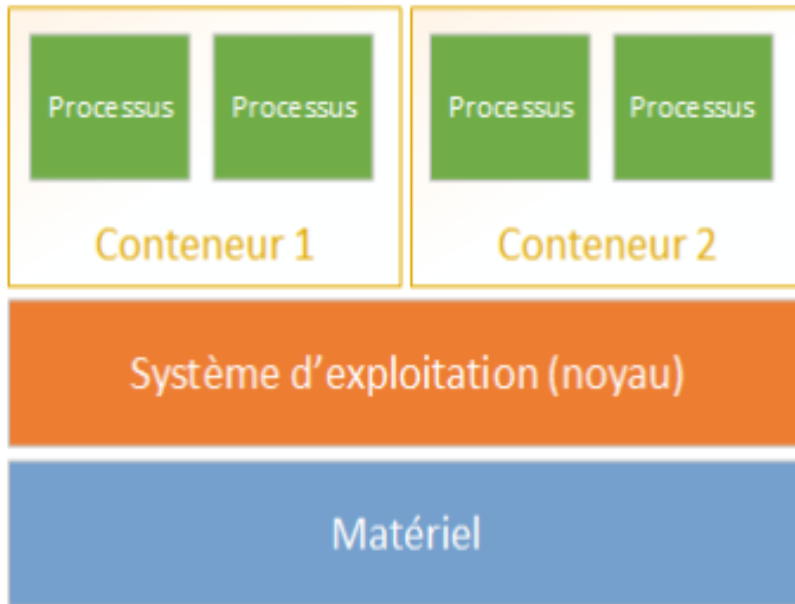 Processus
Processus
Processus
Processus
Conteneur 1
Conteneur 2
Système d'exploitation (noyau)
Matériel